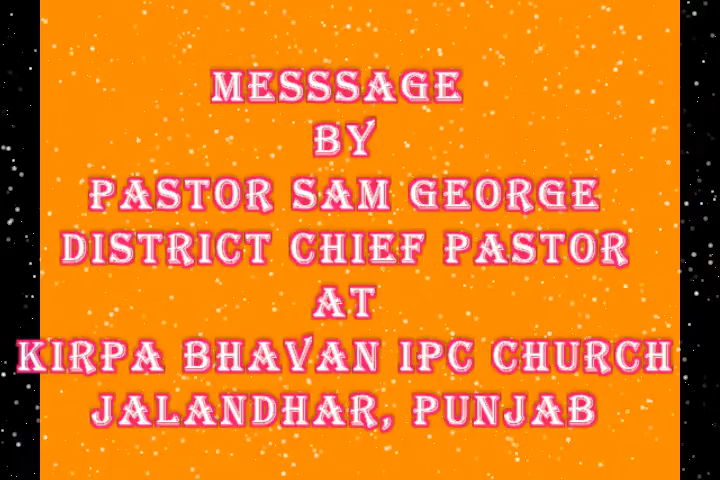 MESSSAGE
BY
PASTOR SAM GEORGE
DISTRICT CHIEF PASTOR
AT
KIRPA BHAVAN IPC CHURCH
JALANDHAR, PUNJAB